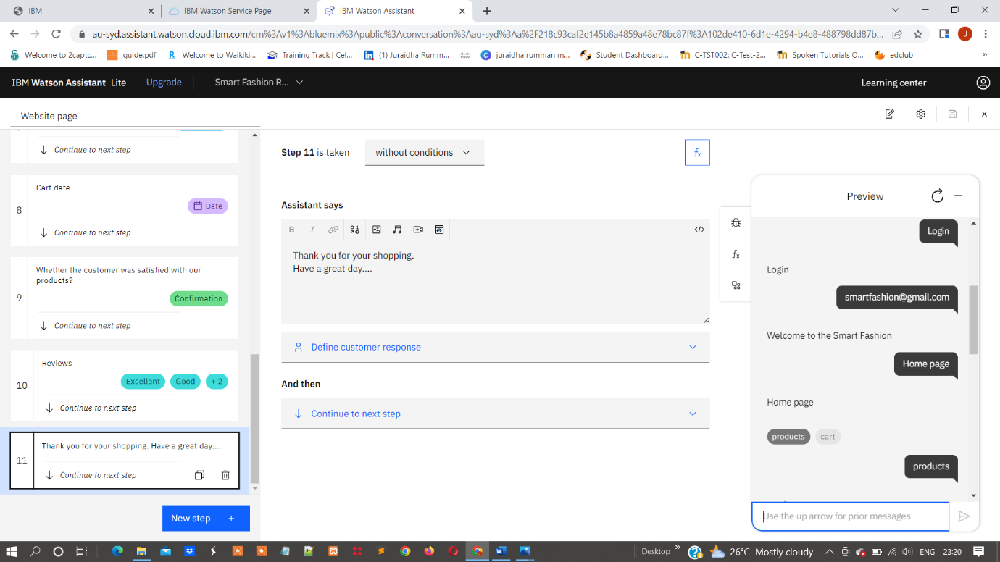 IBM
IBM Watson Service Page
IBM Watson Assistant
au-syd.assistant.watson.cloud.ibm.com/crn%3Av1%3Abluemix%3Apublic%3Aconversation%3Aau-syd%3Aa%2F218c93caf2e145b8a4859a48e78bc87f%3A102de410-6d1e-4294-b4e8-488798dd87b...
J
Welcome to 2captc...
guide.pdf
Welcome to Waikiki...
Training Track | Cel...
(1) Juraidha Rumm...
juraidha rumman m...
Student Dashboard...
C-TST002: C-Test-2...
Spoken Tutorials O...
edclub
»
IBM Watson Assistant Lite
Upgrade
Smart Fashion R...
Learning center
Website page
Continue to next step
8
Cart date
Date
Continue to next step
9
Whether the customer was satisfied with our
products?
Confirmation
Continue to next step
10
Reviews
Excellent
Good
+ 2
Continue to next step
11
Thank you for your shopping. Have a great day....
Continue to next step
New step +
Step 11 is taken
without conditions
fx
Assistant says
B I
</>
Thank you for your shopping.
Have a great day....
Define customer response
And then
Continue to next step
fx
Preview
Login
Login
smartfashion@gmail.com
Welcome to the Smart Fashion
Home page
Home page
products
cart
products
Use the up arrow for prior messages
Desktop
»
26°C Mostly cloudy
ENG
23:20